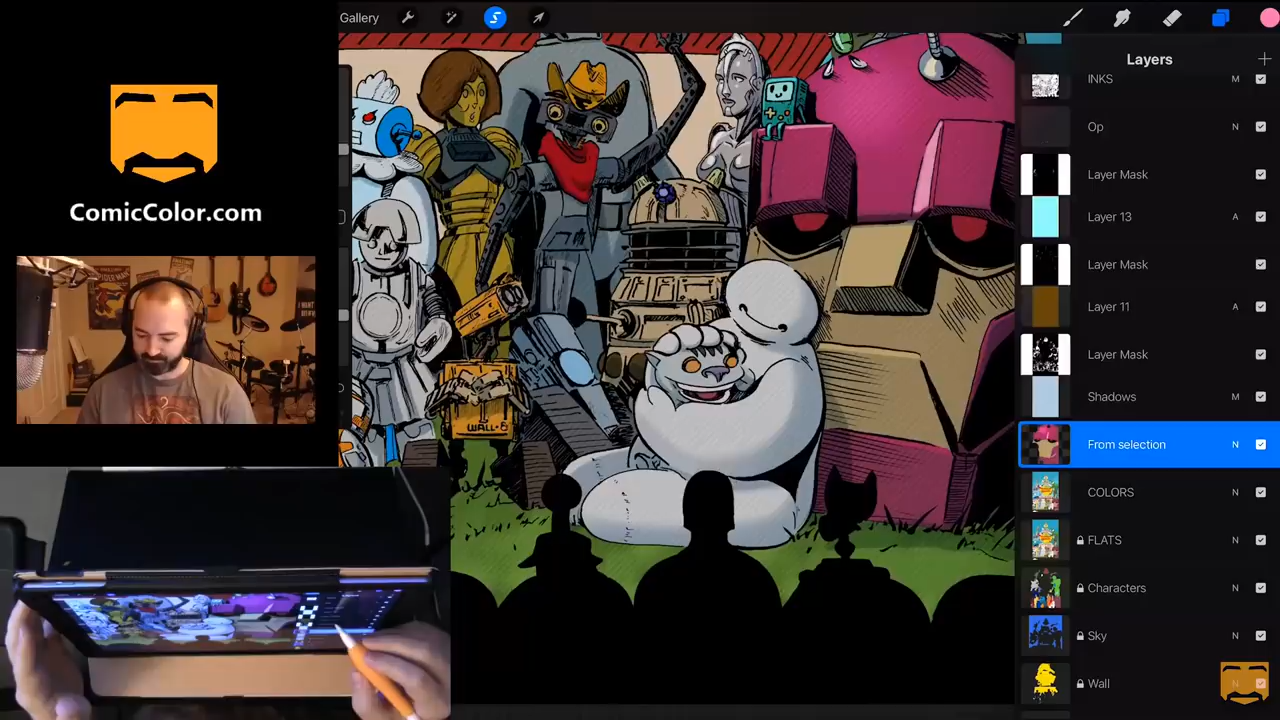 Gallery
Layers
INKS M
Op N
Layer Mask
Layer 13 A
Layer Mask
Layer 11 A
Layer Mask
Shadows M
From selection N
COLORS N
FLATS N
Characters N
Sky N
Wall N
ComicColor.com
WALL•E